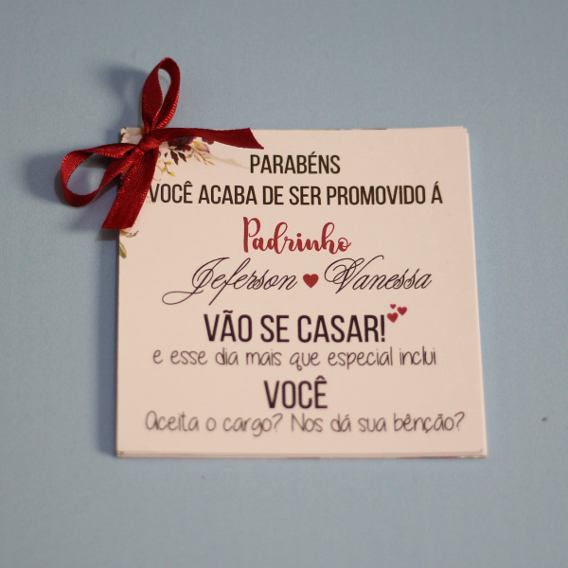 PARABÉNS
VOCÊ ACABA DE SER PROMOVIDO Á
Padrinho
Jeferson ♥ Vanessa
VÃO SE CASAR!
e esse dia mais que especial inclui
VOCÊ
Aceita o cargo? Nos dá sua bênção?